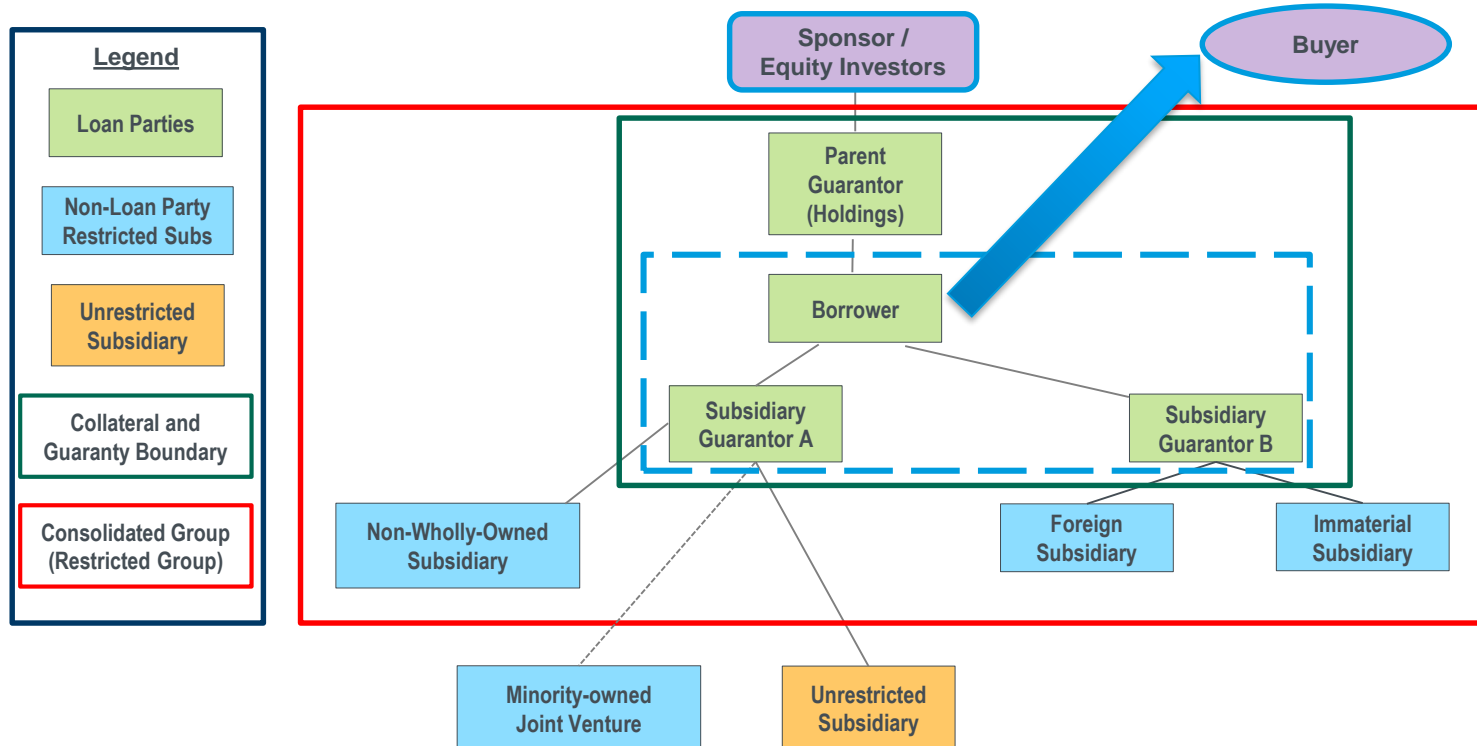 Legend
Loan Parties
Non-Loan Party
Restricted Subs
Unrestricted
Subsidiary
Collateral and
Guaranty Boundary
Consolidated Group
(Restricted Group)
Sponsor /
Equity Investors
Buyer
Parent
Guarantor
(Holdings)
Borrower
Subsidiary
Guarantor A
Subsidiary
Guarantor B
Non-Wholly-Owned
Subsidiary
Foreign
Subsidiary
Immaterial
Subsidiary
Minority-owned
Joint Venture
Unrestricted
Subsidiary